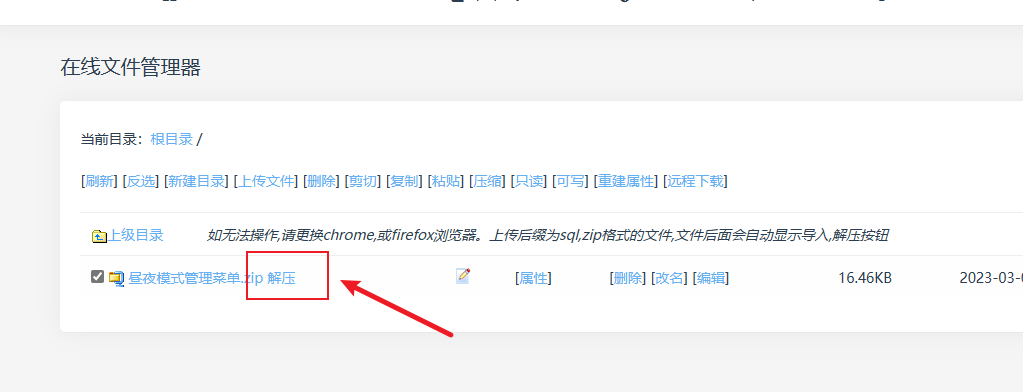 在线文件管理器
当前目录：根目录 /
[刷新] [反选] [新建目录] [上传文件] [删除] [剪切] [复制] [粘贴] [压缩] [只读] [可写] [重建属性] [远程下载]
上级目录 如无法操作,请更换chrome,或firefox浏览器。上传后缀为sql,zip格式的文件,文件后面会自动显示导入,解压按钮
昼夜模式管理菜单.zip 解压 [属性] [删除] [改名] [编辑] 16.46KB 2023-03-